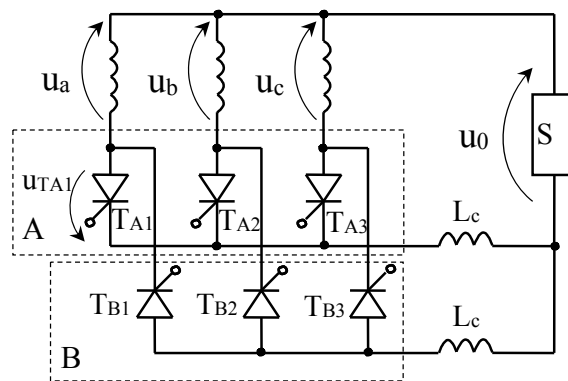 ua ub uc u0 S
uTA1 TA1 TA2 TA3 Lc
A
TB1 TB2 TB3 Lc
B